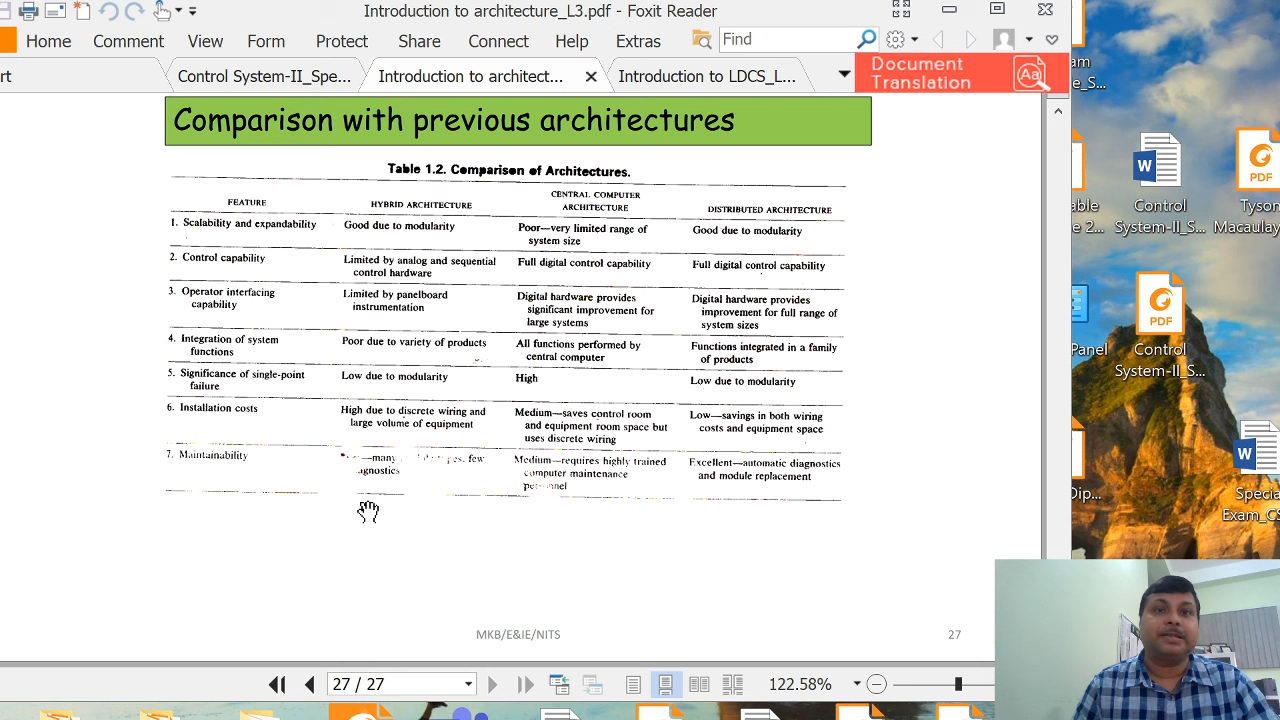 Introduction to architecture_L3.pdf - Foxit Reader
Home Comment View Form Protect Share Connect Help Extras Find
rt Control System-II_Spe... Introduction to architect... Introduction to LDCS_L...
Document
Translation
Comparison with previous architectures
Table 1.2. Comparison of Architectures.
FEATURE HYBRID ARCHITECTURE CENTRAL COMPUTER ARCHITECTURE DISTRIBUTED ARCHITECTURE
1. Scalability and expandability
Good due to modularity
Poor—very limited range of
system size
Good due to modularity
2. Control capability
Limited by analog and sequential
control hardware
Full digital control capability
Full digital control capability
3. Operator interfacing
capability
Limited by panelboard
instrumentation
Digital hardware provides
significant improvement for
large systems
Digital hardware provides
improvement for full range of
system sizes
4. Integration of system
functions
Poor due to variety of products
All functions performed by
central computer
Functions integrated in a family
of products
5. Significance of single-point
failure
Low due to modularity
High
Low due to modularity
6. Installation costs
High due to discrete wiring and
large volume of equipment
Medium—saves control room
and equipment room space but
uses discrete wiring
Low—savings in both wiring
costs and equipment space
7. Maintainability
—many few
Medium—requires highly trained
computer maintenance
Excellent—automatic diagnostics
and module replacement
MKB/E&IE/NITS
27
27 / 27
122.58%
am
e_S...
W
PDF
able
e 2...
Control
System-II_S...
Tyson
Macaulay
PDF
Panel
Control
System-II_S...
W
Dip...
Specia
Exam_CS